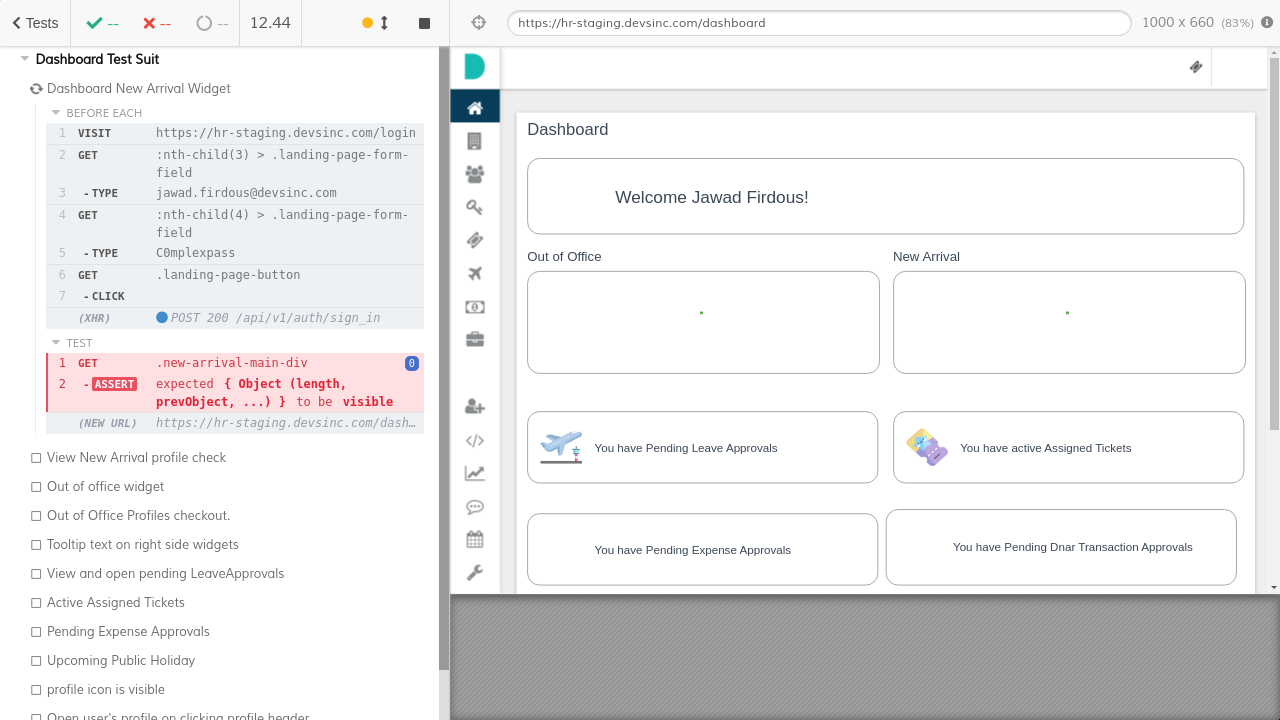 Tests
--
--
--
12.44
https://hr-staging.devsinc.com/dashboard
1000 x 660 (83%)
Dashboard Test Suit
Dashboard New Arrival Widget
BEFORE EACH
1 VISIT https://hr-staging.devsinc.com/login
2 GET :nth-child(3) > .landing-page-form-
field
3 - TYPE jawad.firdous@devsinc.com
4 GET :nth-child(4) > .landing-page-form-
field
5 - TYPE C0mplexpass
6 GET .landing-page-button
7 - CLICK
(XHR) POST 200 /api/v1/auth/sign_in
TEST
1 GET .new-arrival-main-div 0
2 - ASSERT expected { Object (length,
prevObject, ...) } to be visible
(NEW URL) https://hr-staging.devsinc.com/dash…
View New Arrival profile check
Out of office widget
Out of Office Profiles checkout.
Tooltip text on right side widgets
View and open pending LeaveApprovals
Active Assigned Tickets
Pending Expense Approvals
Upcoming Public Holiday
profile icon is visible
Open user's profile on clicking profile header
Dashboard
Welcome Jawad Firdous!
Out of Office
New Arrival
You have Pending Leave Approvals
You have active Assigned Tickets
You have Pending Expense Approvals
You have Pending Dnar Transaction Approvals